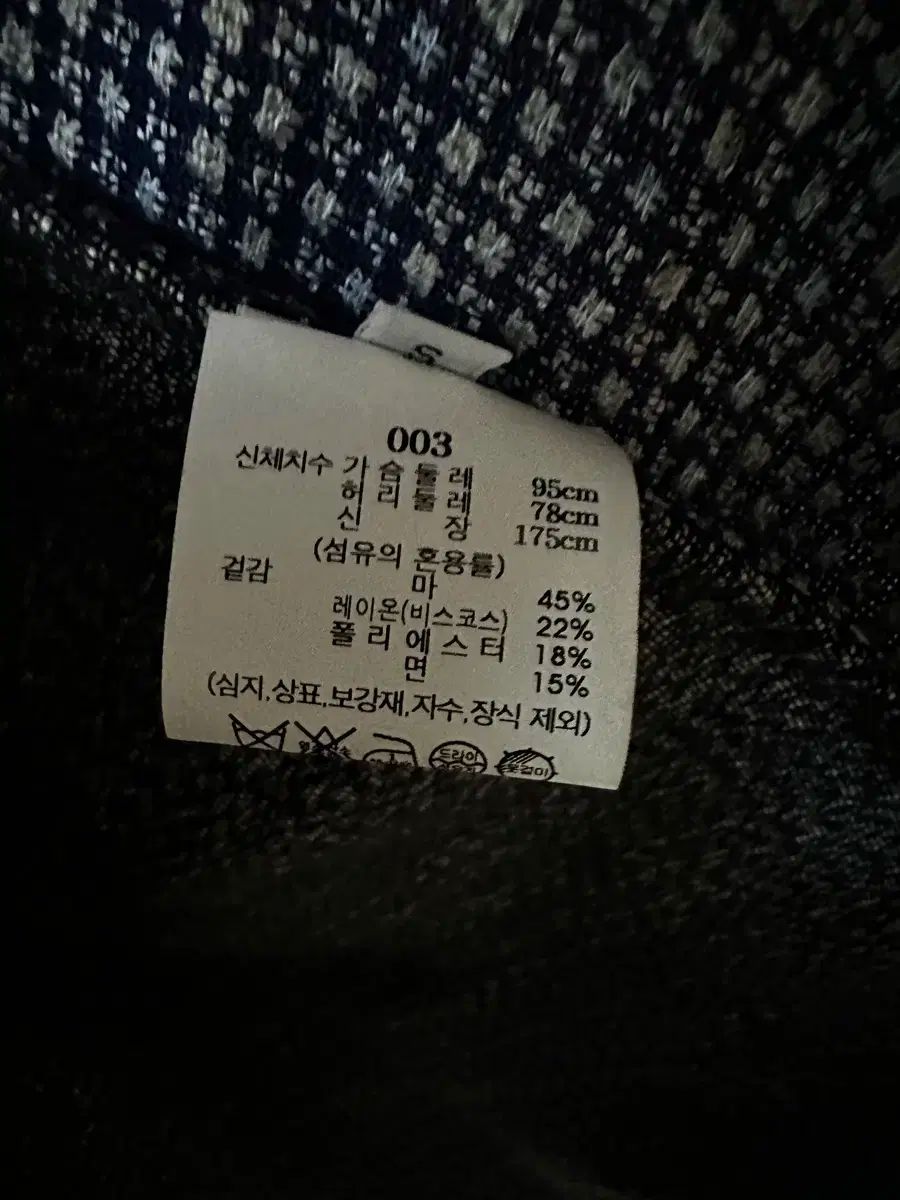 S
003
신체치수 가 슴 둘 레 95cm
허 리 둘 레 78cm
신 장 175cm
(섬유의 혼용률)
겉감 마 45%
레이온(비스코스) 22%
폴 리 에 스 터 18%
면 15%
(심지,상표,보강재,자수,장식 제외)
드라이